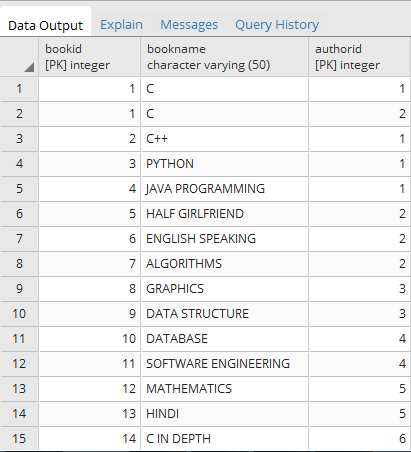 Data Output Explain Messages Query History
bookid bookname authorid
[PK] integer character varying (50) [PK] integer
1 1 C 1
2 1 C 2
3 2 C++ 1
4 3 PYTHON 1
5 4 JAVA PROGRAMMING 1
6 5 HALF GIRLFRIEND 2
7 6 ENGLISH SPEAKING 2
8 7 ALGORITHMS 2
9 8 GRAPHICS 3
10 9 DATA STRUCTURE 3
11 10 DATABASE 4
12 11 SOFTWARE ENGINEERING 4
13 12 MATHEMATICS 5
14 13 HINDI 5
15 14 C IN DEPTH 6